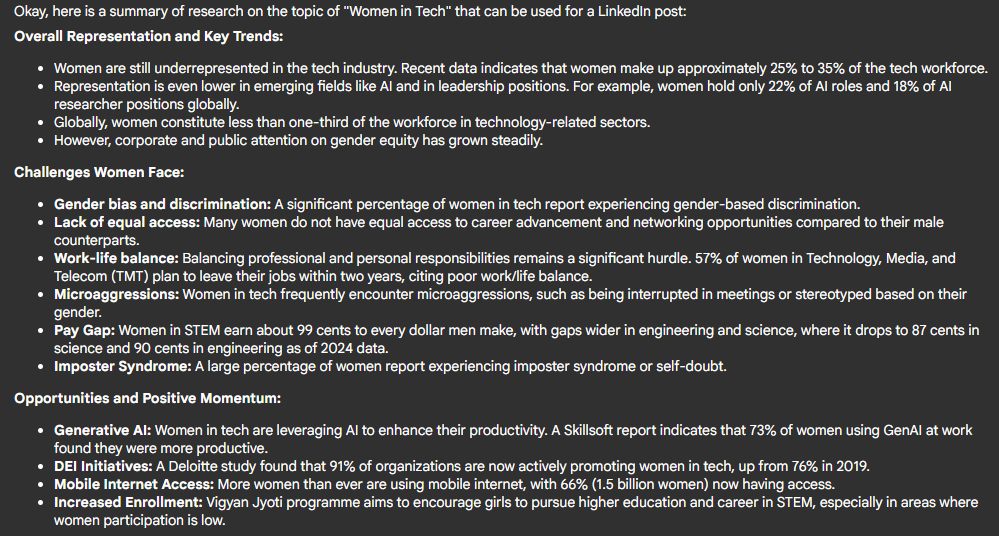 Okay, here is a summary of research on the topic of "Women in Tech" that can be used for a LinkedIn post:
Overall Representation and Key Trends:
• Women are still underrepresented in the tech industry. Recent data indicates that women make up approximately 25% to 35% of the tech workforce.
• Representation is even lower in emerging fields like AI and in leadership positions. For example, women hold only 22% of AI roles and 18% of AI
researcher positions globally.
• Globally, women constitute less than one-third of the workforce in technology-related sectors.
• However, corporate and public attention on gender equity has grown steadily.
Challenges Women Face:
• Gender bias and discrimination: A significant percentage of women in tech report experiencing gender-based discrimination.
• Lack of equal access: Many women do not have equal access to career advancement and networking opportunities compared to their male
counterparts.
• Work-life balance: Balancing professional and personal responsibilities remains a significant hurdle. 57% of women in Technology, Media, and
Telecom (TMT) plan to leave their jobs within two years, citing poor work/life balance.
• Microaggressions: Women in tech frequently encounter microaggressions, such as being interrupted in meetings or stereotyped based on their
gender.
• Pay Gap: Women in STEM earn about 99 cents to every dollar men make, with gaps wider in engineering and science, where it drops to 87 cents in
science and 90 cents in engineering as of 2024 data.
• Imposter Syndrome: A large percentage of women report experiencing imposter syndrome or self-doubt.
Opportunities and Positive Momentum:
• Generative AI: Women in tech are leveraging AI to enhance their productivity. A Skillsoft report indicates that 73% of women using GenAI at work
found they were more productive.
• DEI Initiatives: A Deloitte study found that 91% of organizations are now actively promoting women in tech, up from 76% in 2019.
• Mobile Internet Access: More women than ever are using mobile internet, with 66% (1.5 billion women) now having access.
• Increased Enrollment: Vigyan Jyoti programme aims to encourage girls to pursue higher education and career in STEM, especially in areas where
women participation is low.